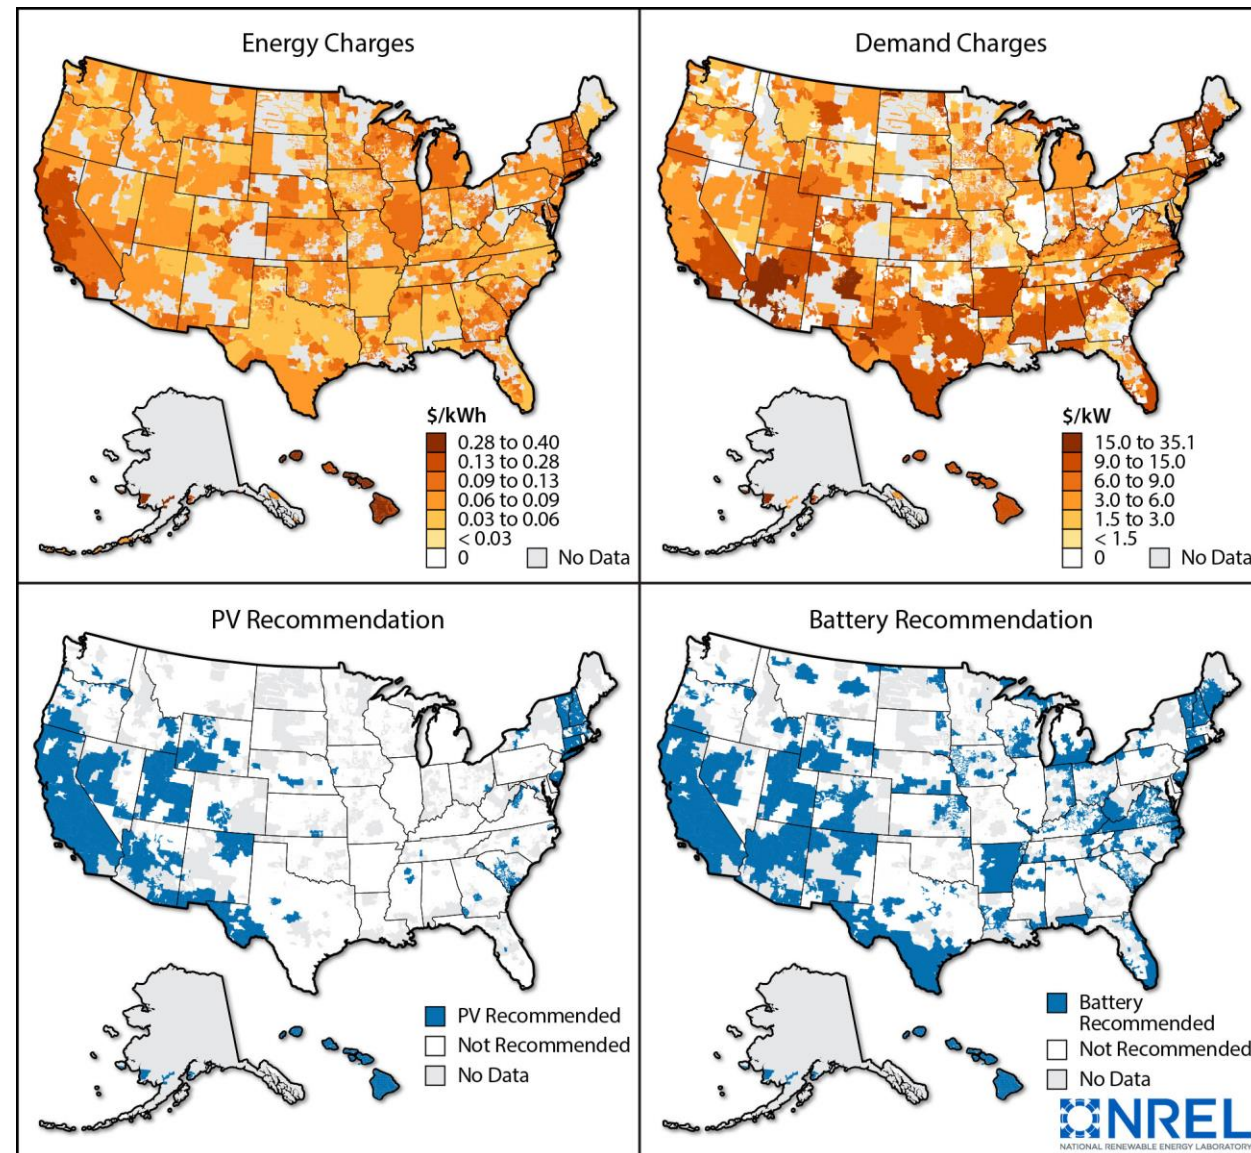 Energy Charges
$/kWh
0.28 to 0.40
0.13 to 0.28
0.09 to 0.13
0.06 to 0.09
0.03 to 0.06
< 0.03
0
No Data
Demand Charges
$/kW
15.0 to 35.1
9.0 to 15.0
6.0 to 9.0
3.0 to 6.0
1.5 to 3.0
< 1.5
0
No Data
PV Recommendation
PV Recommended
Not Recommended
No Data
Battery Recommendation
Battery
Recommended
Not Recommended
No Data
NREL
NATIONAL RENEWABLE ENERGY LABORATORY